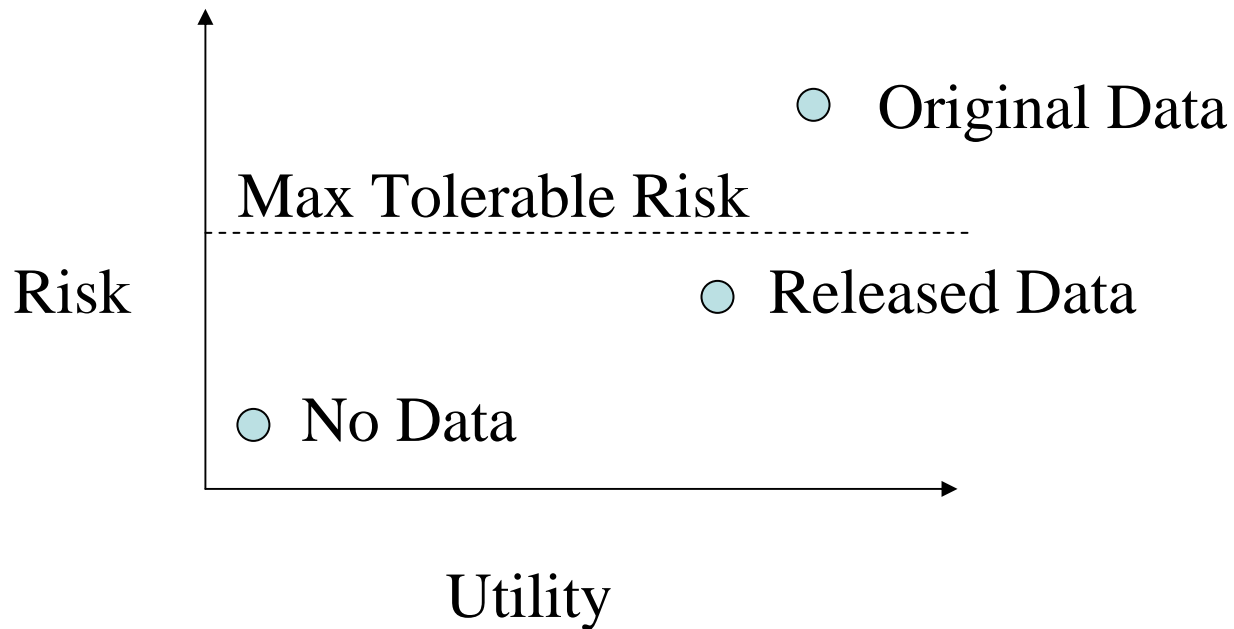 Original Data
Max Tolerable Risk
Risk
Released Data
No Data
Utility